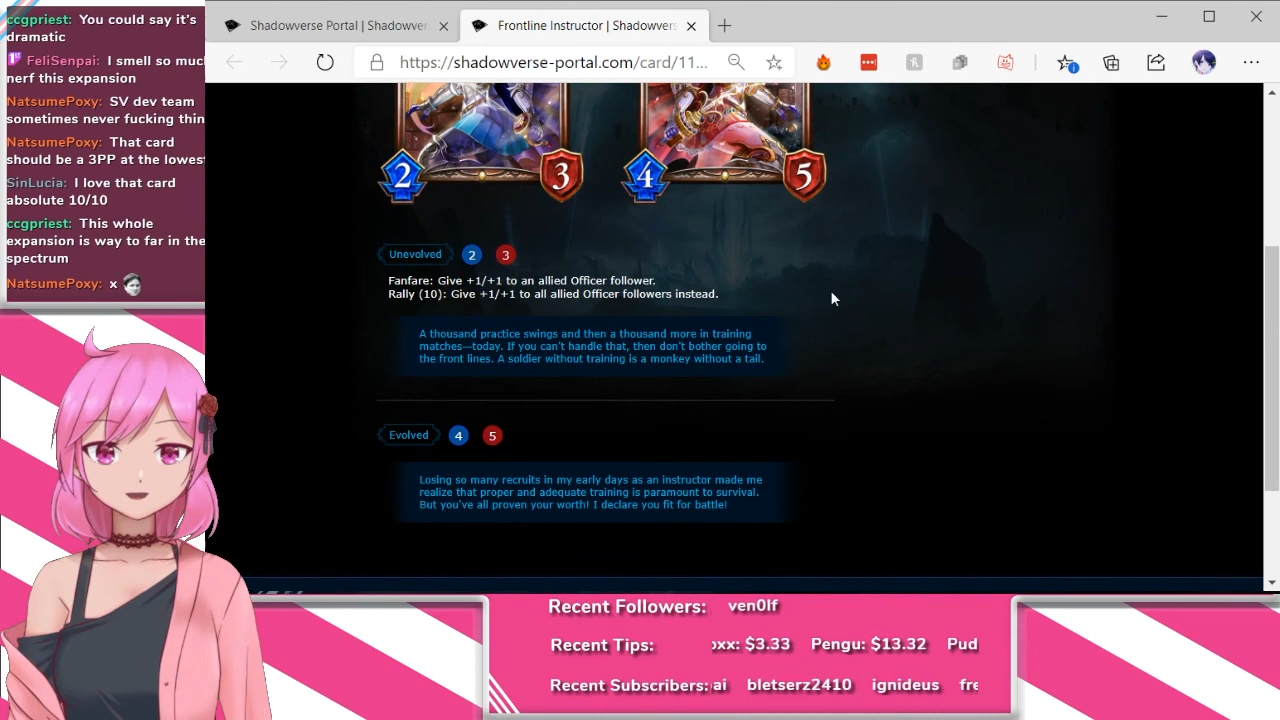 ccgpriest: You could say it's
dramatic
FeliSenpai: I smell so much
nerf this expansion
NatsumePoxy: SV dev team
sometimes never fucking thin
NatsumePoxy: That card
should be a 3PP at the lowest
SinLucia: I love that card
absolute 10/10
ccgpriest: This whole
expansion is way to far in the
spectrum
NatsumePoxy: x
Shadowverse Portal | Shadowver
Frontline Instructor | Shadowvers
https://shadowverse-portal.com/card/11...
2
3
4
5
Unevolved 2 3
Fanfare: Give +1/+1 to an allied Officer follower.
Rally (10): Give +1/+1 to all allied Officer followers instead.
A thousand practice swings and then a thousand more in training
matches—today. If you can't handle that, then don't bother going to
the front lines. A soldier without training is a monkey without a tail.
Evolved 4 5
Losing so many recruits in my early days as an instructor made me
realize that proper and adequate training is paramount to survival.
But you've all proven your worth! I declare you fit for battle!
Recent Followers: ven0lf
Recent Tips: oxx: $3.33 Pengu: $13.32 Pud
Recent Subscribers: ai bletserz2410 ignideus fre